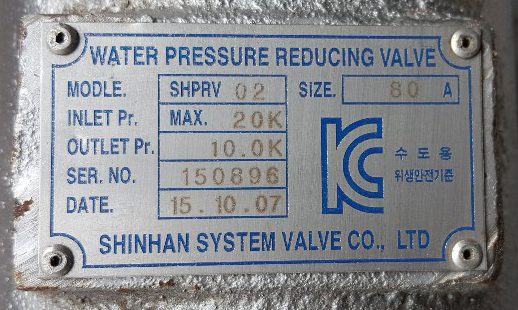 WATER PRESSURE REDUCING VALVE
MODLE. SHPRV 02 SIZE. 80 A
INLET Pr. MAX. 20K
OUTLET Pr. 10.0K
SER. NO. 150896
DATE. 15.10.07
KC
수도용
위생안전기준
SHINHAN SYSTEM VALVE CO., LTD